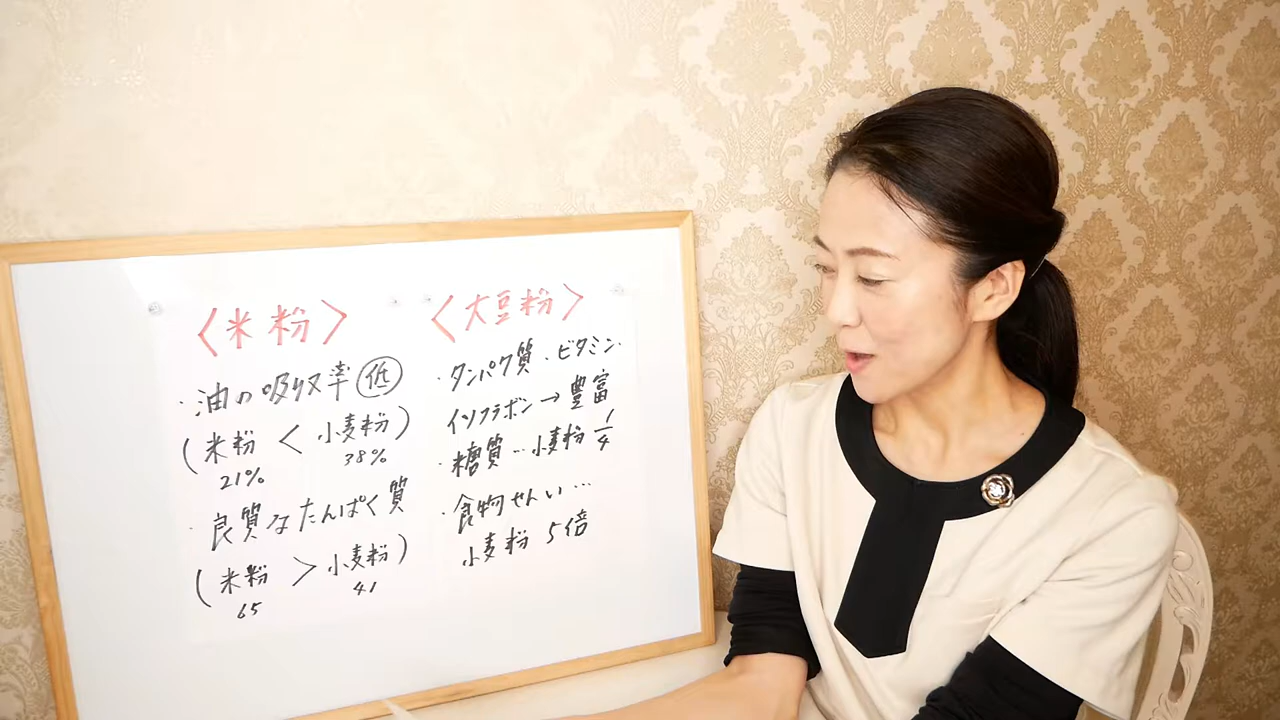 〈米粉〉
・油の吸収率 低
(米粉 < 小麦粉)
21% 38%
・良質なたんぱく質
(米粉 > 小麦粉)
65 41
〈大豆粉〉
・タンパク質・ビタミン・
イソフラボン→豊富
・糖質…小麦粉 1/4
・食物せんい…
小麦粉 5倍